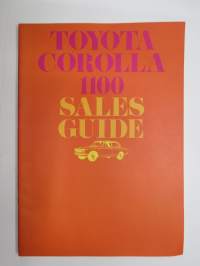 TOYOTA
COROLLA
1100
SALES
GUIDE